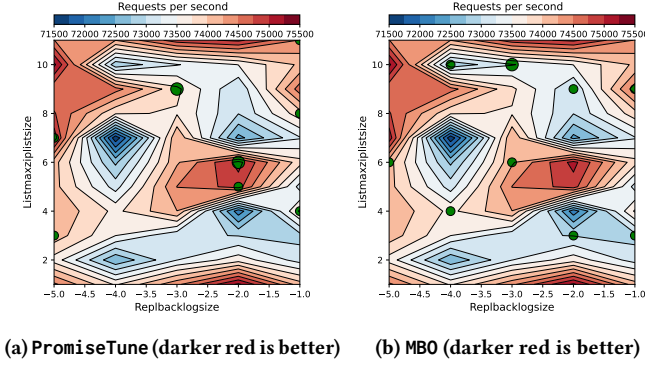 Requests per second
71500 72000 72500 73000 73500 74000 74500 75000 75500
Listmaxziplistsize
10
8
6
4
2
−5.0 −4.5 −4.0 −3.5 −3.0 −2.5 −2.0 −1.5 −1.0
Replbacklogsize
(a) PromiseTune (darker red is better)
Requests per second
71500 72000 72500 73000 73500 74000 74500 75000 75500
Listmaxziplistsize
10
8
6
4
2
−5.0 −4.5 −4.0 −3.5 −3.0 −2.5 −2.0 −1.5 −1.0
Replbacklogsize
(b) MBO (darker red is better)